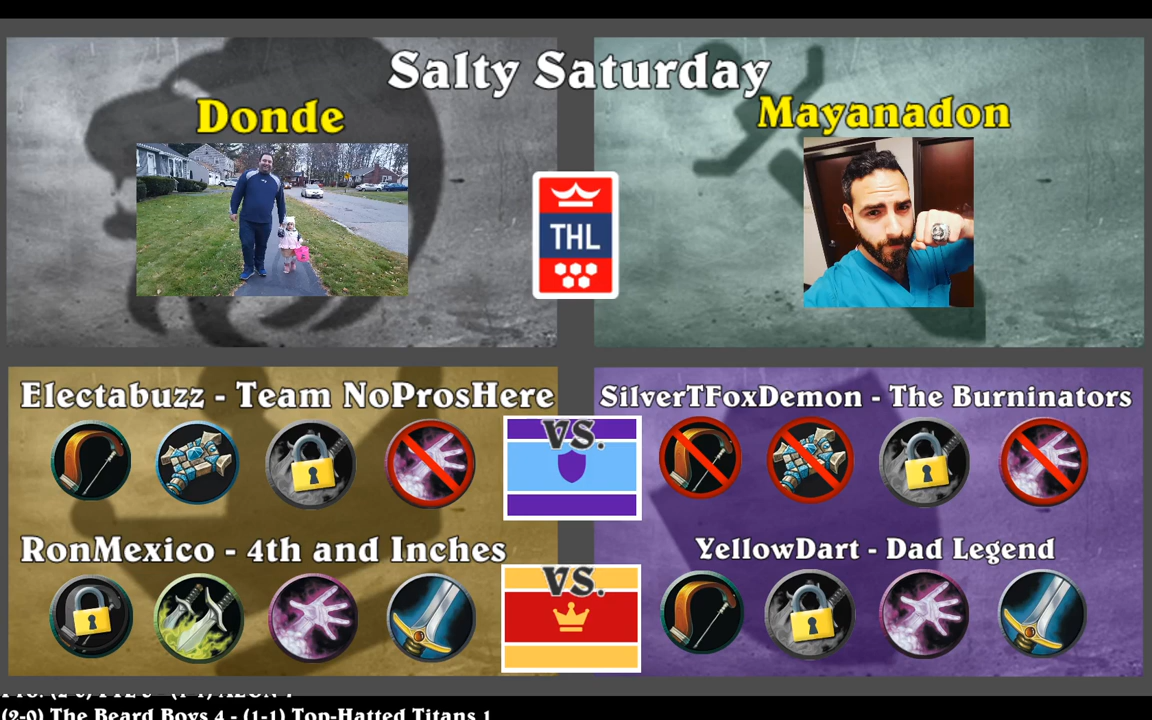 Salty Saturday
Donde
Mayanadon
THL
Electabuzz - Team NoProsHere
VS.
SilverTFoxDemon - The Burninators
RonMexico - 4th and Inches
VS.
YellowDart - Dad Legend
(2-0) The Beard Boys 4 - (1-1) Top-Hatted Titans 1